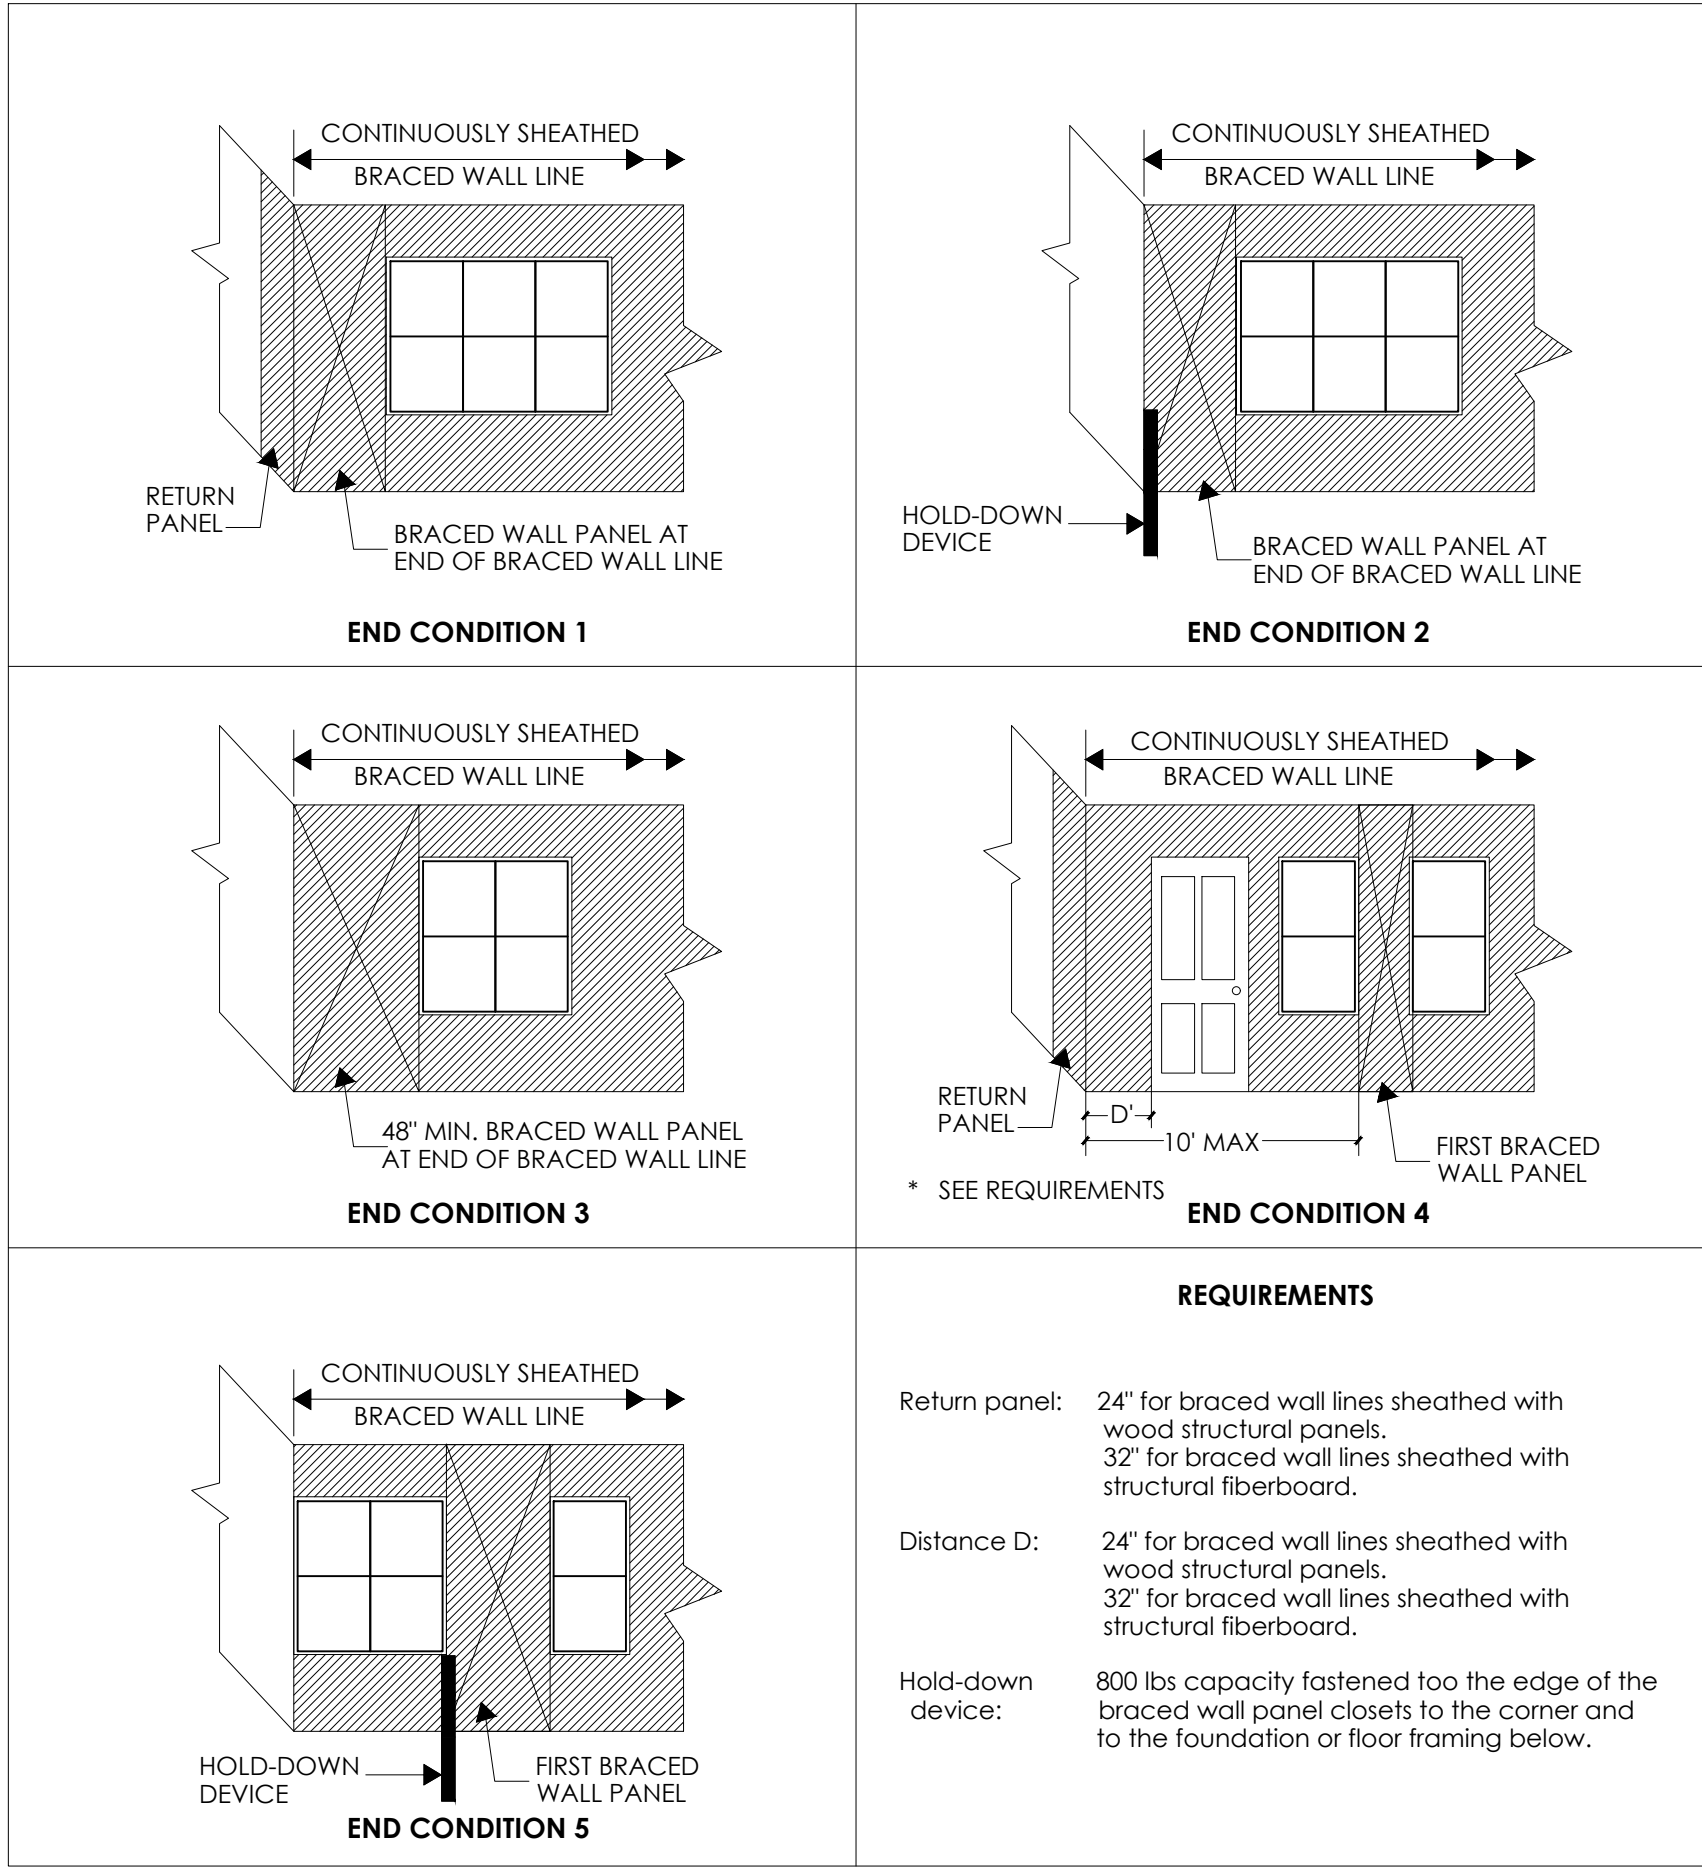 CONTINUOUSLY SHEATHED
BRACED WALL LINE
RETURN
PANEL
BRACED WALL PANEL AT
END OF BRACED WALL LINE
END CONDITION 1
CONTINUOUSLY SHEATHED
BRACED WALL LINE
HOLD-DOWN
DEVICE
BRACED WALL PANEL AT
END OF BRACED WALL LINE
END CONDITION 2
CONTINUOUSLY SHEATHED
BRACED WALL LINE
48" MIN. BRACED WALL PANEL
AT END OF BRACED WALL LINE
END CONDITION 3
CONTINUOUSLY SHEATHED
BRACED WALL LINE
RETURN
PANEL
D'
10' MAX
FIRST BRACED
WALL PANEL
* SEE REQUIREMENTS
END CONDITION 4
CONTINUOUSLY SHEATHED
BRACED WALL LINE
HOLD-DOWN
DEVICE
FIRST BRACED
WALL PANEL
END CONDITION 5
REQUIREMENTS
Return panel: 24" for braced wall lines sheathed with
wood structural panels.
32" for braced wall lines sheathed with
structural fiberboard.
Distance D: 24" for braced wall lines sheathed with
wood structural panels.
32" for braced wall lines sheathed with
structural fiberboard.
Hold-down 800 lbs capacity fastened too the edge of the
device: braced wall panel closets to the corner and
to the foundation or floor framing below.